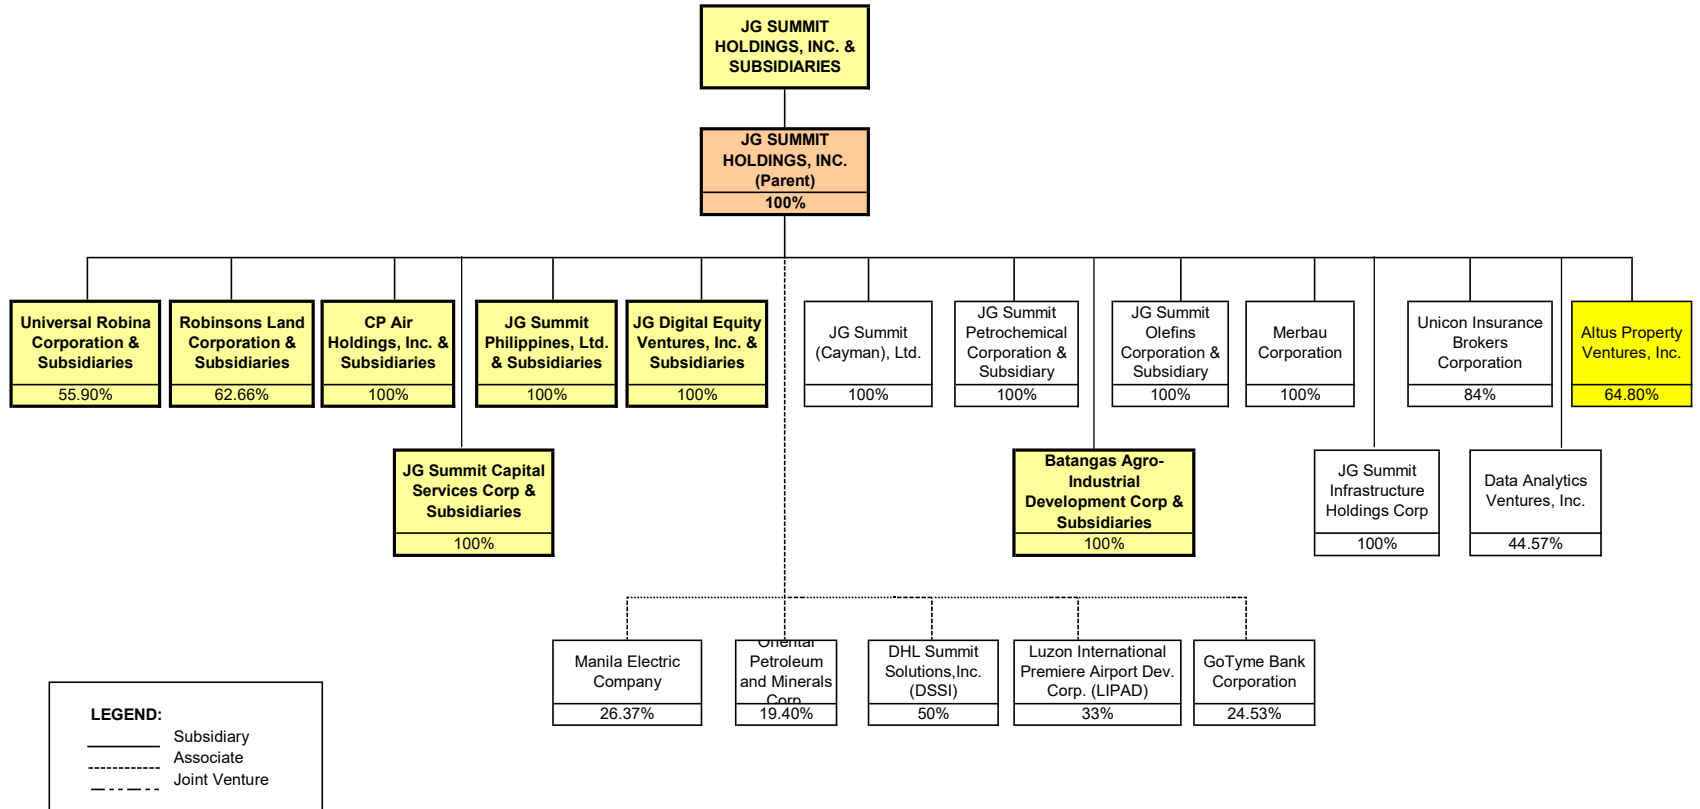 JG SUMMIT
HOLDINGS, INC. &
SUBSIDIARIES
JG SUMMIT
HOLDINGS, INC.
(Parent)
100%
Universal Robina
Corporation &
Subsidiaries
55.90%
Robinsons Land
Corporation &
Subsidiaries
62.66%
CP Air
Holdings, Inc. &
Subsidiaries
100%
JG Summit
Philippines, Ltd.
& Subsidiaries
100%
JG Digital Equity
Ventures, Inc. &
Subsidiaries
100%
JG Summit
(Cayman), Ltd.
100%
JG Summit
Petrochemical
Corporation &
Subsidiary
100%
JG Summit
Olefins
Corporation &
Subsidiary
100%
Merbau
Corporation
100%
Unicon Insurance
Brokers
Corporation
84%
Altus Property
Ventures, Inc.
64.80%
JG Summit Capital
Services Corp &
Subsidiaries
100%
Batangas Agro-
Industrial
Development Corp &
Subsidiaries
100%
JG Summit
Infrastructure
Holdings Corp
100%
Data Analytics
Ventures, Inc.
44.57%
Manila Electric
Company
26.37%
Oriental
Petroleum
and Minerals
Corp
19.40%
DHL Summit
Solutions,Inc.
(DSSI)
50%
Luzon International
Premiere Airport Dev.
Corp. (LIPAD)
33%
GoTyme Bank
Corporation
24.53%
LEGEND:
Subsidiary
Associate
Joint Venture